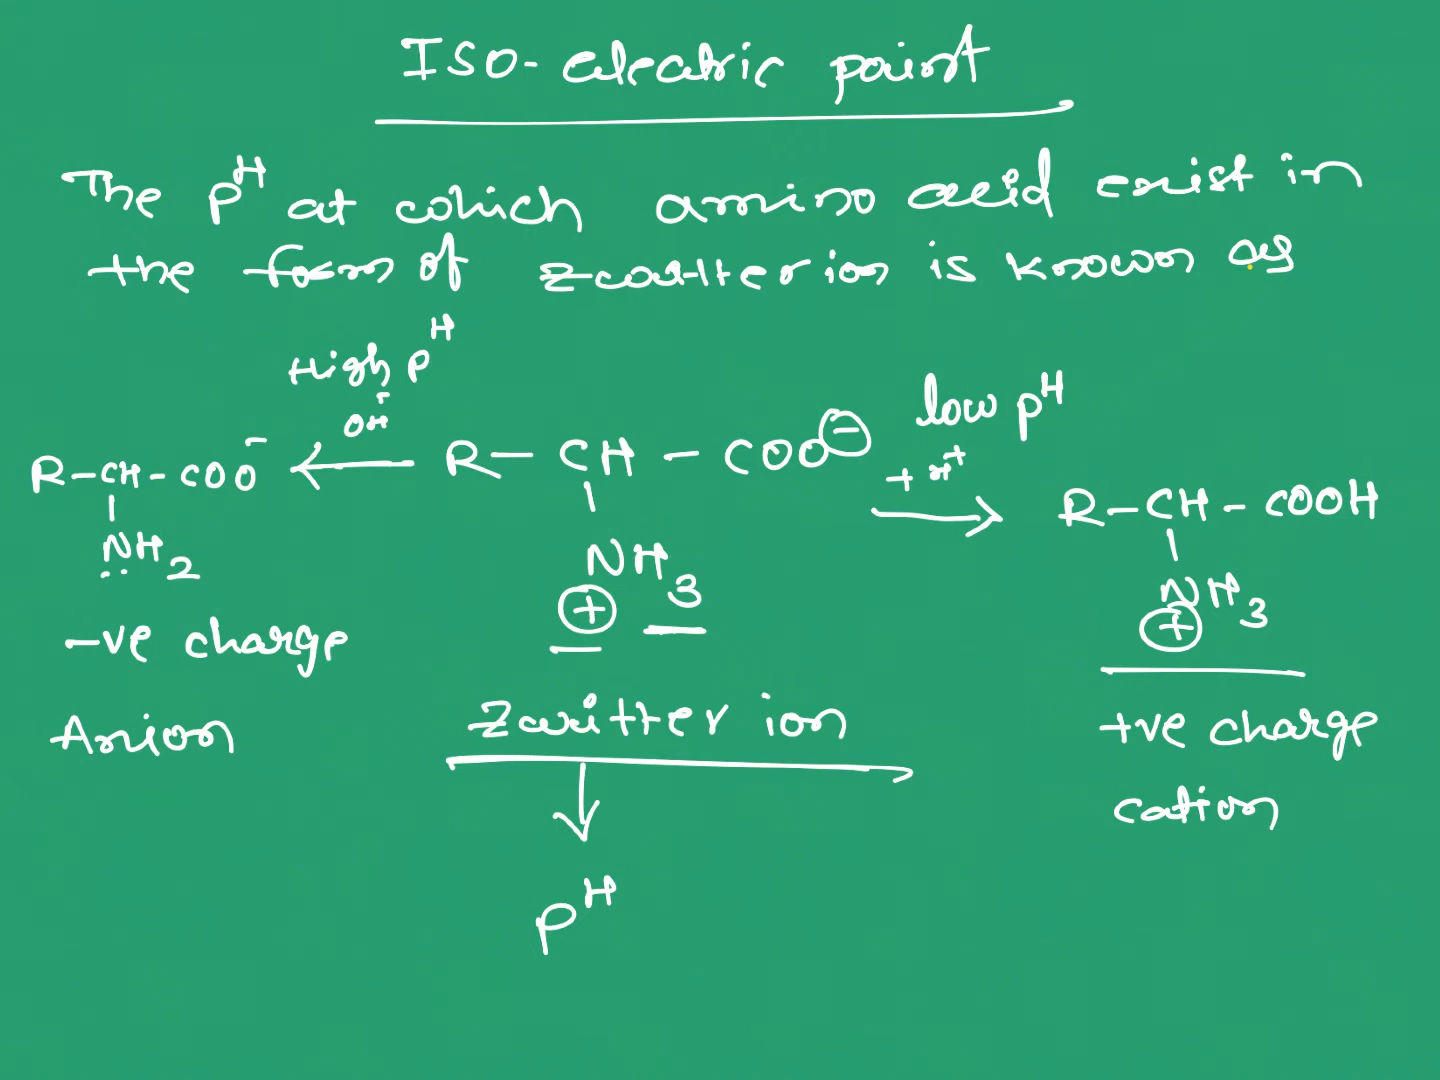 Iso-electric point
The pH at which amino acid exist in
the form of zwitter ion is known as
High pH
OH-
low pH
+ H+
R-CH-COO-
NH2
R-CH-COO-
NH3
+
R-CH-COOH
NH3
+
-ve charge
Anion
Zwitter ion
+ve charge
cation
pH